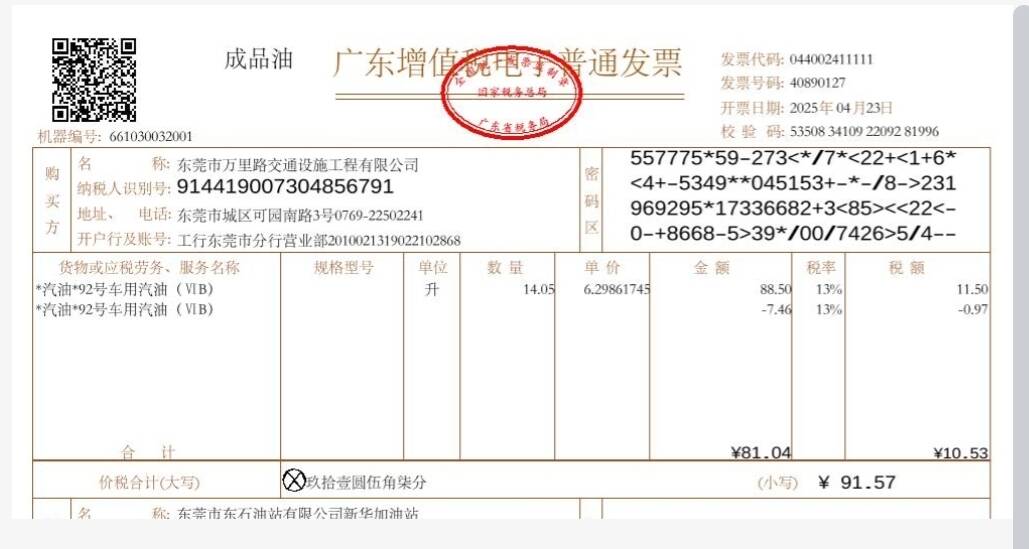 成品油
广东增值税电子普通发票
全国统一发票监制章
国家税务总局
广东省税务局
发票代码: 044002411111
发票号码: 40890127
开票日期: 2025年04月23日
校 验 码: 53508 34109 22092 81996
机器编号: 661030032001
购买方
名 称: 东莞市万里路交通设施工程有限公司
纳税人识别号: 914419007304856791
地址、 电话: 东莞市城区可园南路3号0769-22502241
开户行及账号: 工行东莞市分行营业部2010021319022102868
密码区
557775*59-273<*/7*<22+<1+6*
<4+-5349**045153+-*-/8->231
969295*17336682+3<85><<22<-
0-+8668-5>39*/00/7426>5/4--
货物或应税劳务、服务名称 规格型号 单位 数 量 单 价 金 额 税率 税 额
*汽油*92号车用汽油（ⅥB） 升 14.05 6.29861745 88.50 13% 11.50
*汽油*92号车用汽油（ⅥB） -7.46 13% -0.97
合 计 ¥81.04 ¥10.53
价税合计(大写) 玖拾壹圆伍角柒分 (小写) ¥ 91.57
名 称: 东莞市东石油站有限公司新华加油站